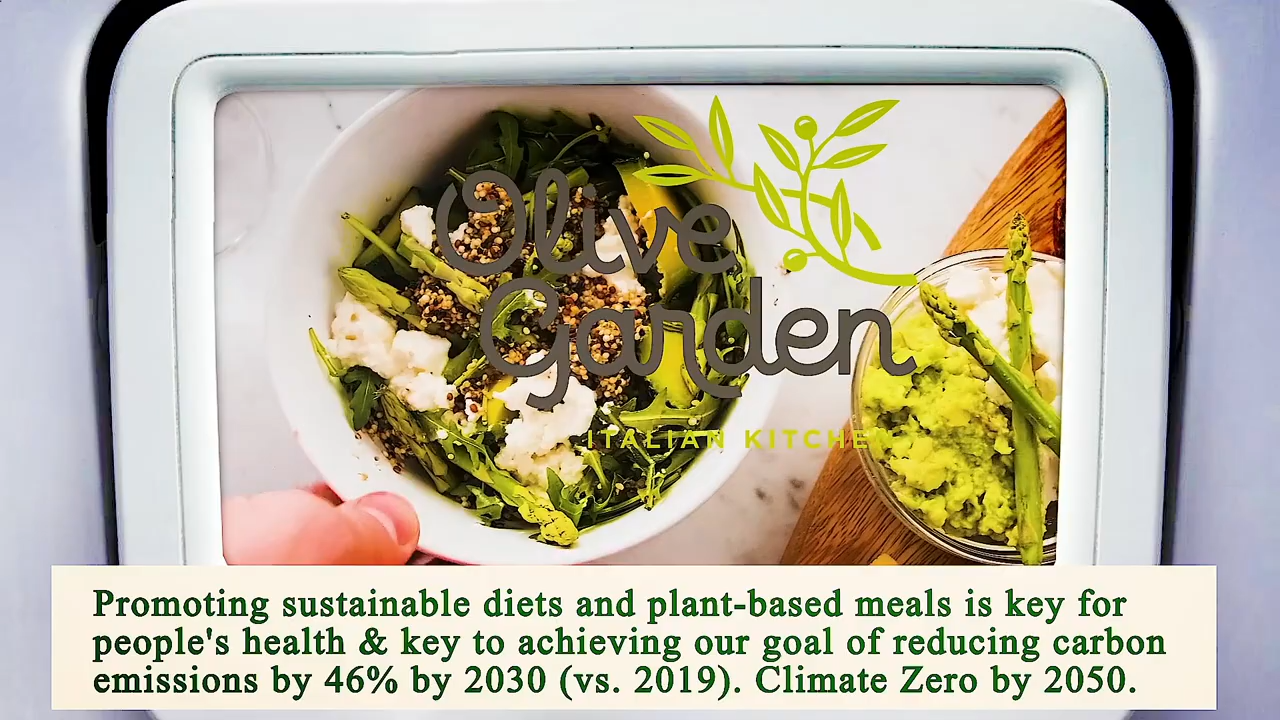 Olive
Garden
ITALIAN KITCHEN
Promoting sustainable diets and plant-based meals is key for
people's health & key to achieving our goal of reducing carbon
emissions by 46% by 2030 (vs. 2019). Climate Zero by 2050.